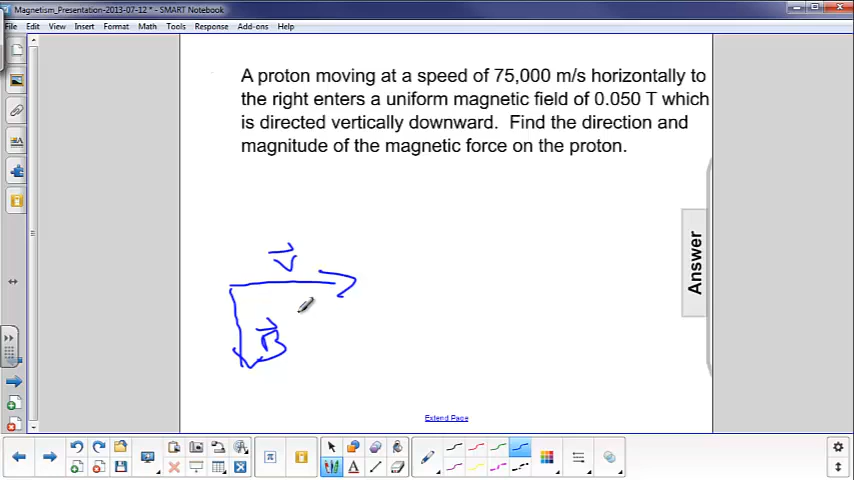 Magnetism_Presentation-2013-07-12 * - SMART Notebook
File Edit View Insert Format Math Tools Response Add-ons Help
A proton moving at a speed of 75,000 m/s horizontally to
the right enters a uniform magnetic field of 0.050 T which
is directed vertically downward. Find the direction and
magnitude of the magnetic force on the proton.
V
B
Answer
Extend Page